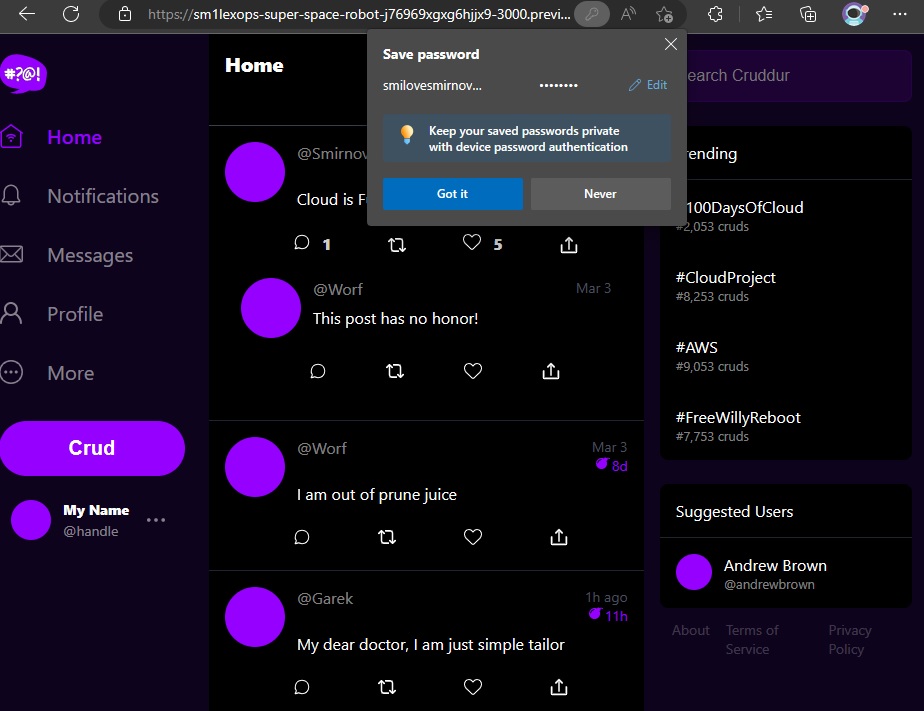 https://sm1lexops-super-space-robot-j76969xgxg6hjjx9-3000.previ...
#?@!
Home
Notifications
Messages
Profile
More
Crud
My Name
@handle
Home
Save password
smilovesmirnov... •••••••• Edit
Keep your saved passwords private
with device password authentication
Got it Never
@Smirnov
Cloud is F
1 5
@Worf Mar 3
This post has no honor!
@Worf Mar 3
8d
I am out of prune juice
@Garek 1h ago
11h
My dear doctor, I am just simple tailor
earch Cruddur
rending
100DaysOfCloud
#2,053 cruds
#CloudProject
#8,253 cruds
#AWS
#9,053 cruds
#FreeWillyReboot
#7,753 cruds
Suggested Users
Andrew Brown
@andrewbrown
About Terms of Service Privacy Policy